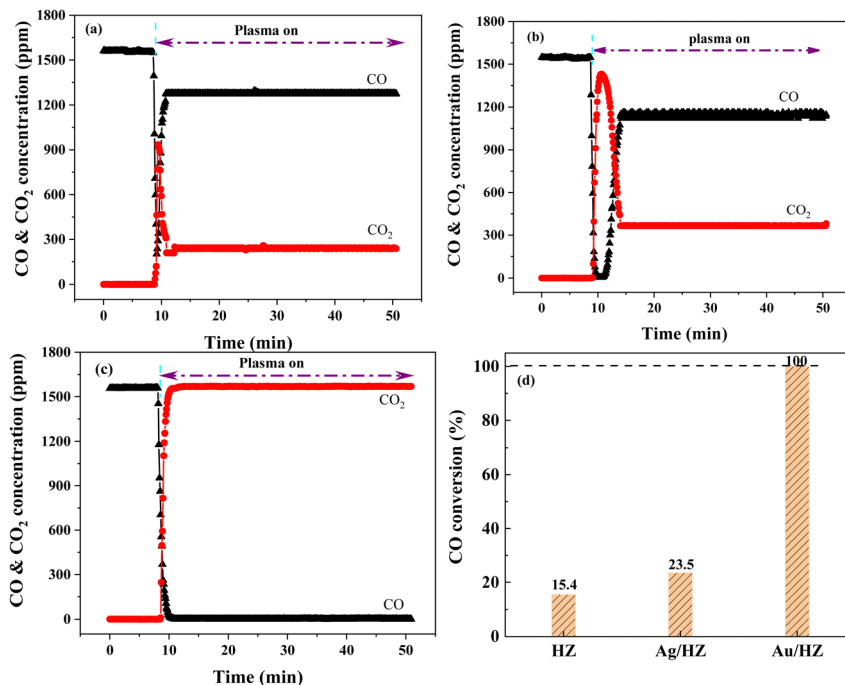 (a)
Plasma on
CO & CO₂ concentration (ppm)
1800
1500
1200
900
600
300
0
CO
CO₂
0 10 20 30 40 50
Time (min)
(b)
plasma on
CO & CO₂ concentration (ppm)
1800
1500
1200
900
600
300
0
CO
CO₂
0 10 20 30 40 50
Time (min)
(c)
Plasma on
CO & CO₂ concentration (ppm)
1800
1500
1200
900
600
300
0
CO₂
CO
0 10 20 30 40 50
Time (min)
(d)
CO conversion (%)
100
80
60
40
20
0
15.4
23.5
100
HZ Ag/HZ Au/HZ